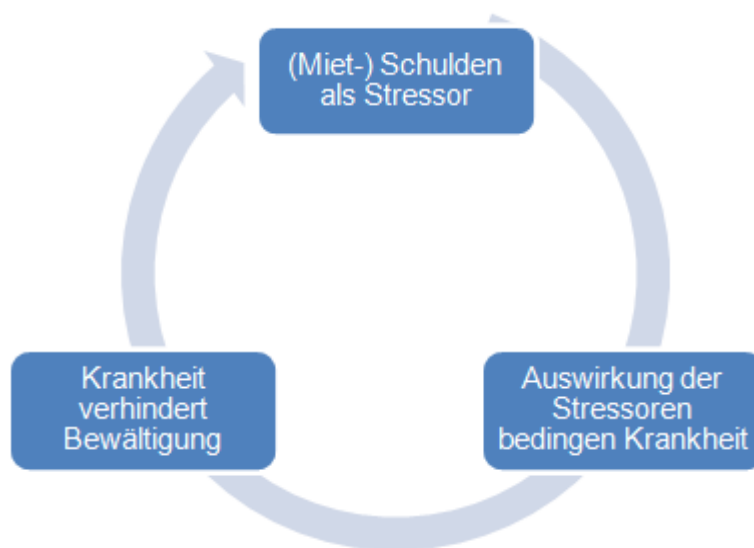 (Miet-) Schulden
als Stressor
Auswirkung der
Stressoren
bedingen Krankheit
Krankheit
verhindert
Bewältigung